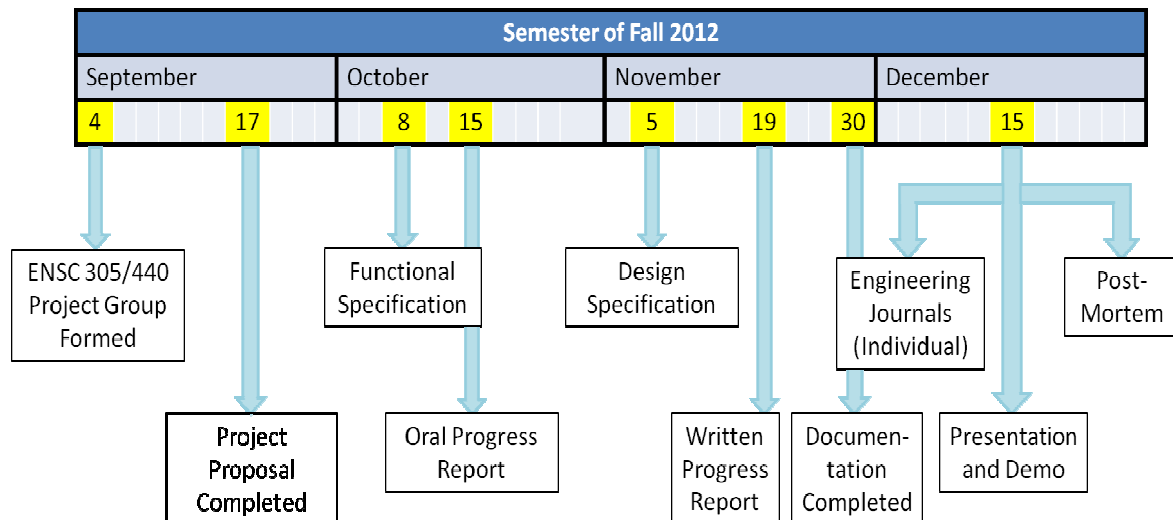 Semester of Fall 2012
September October November December
4 17 8 15 5 19 30 15
ENSC 305/440
Project Group
Formed
Functional
Specification
Design
Specification
Engineering
Journals
(Individual)
Post-
Mortem
Project
Proposal
Completed
Oral Progress
Report
Written
Progress
Report
Documen-
tation
Completed
Presentation
and Demo